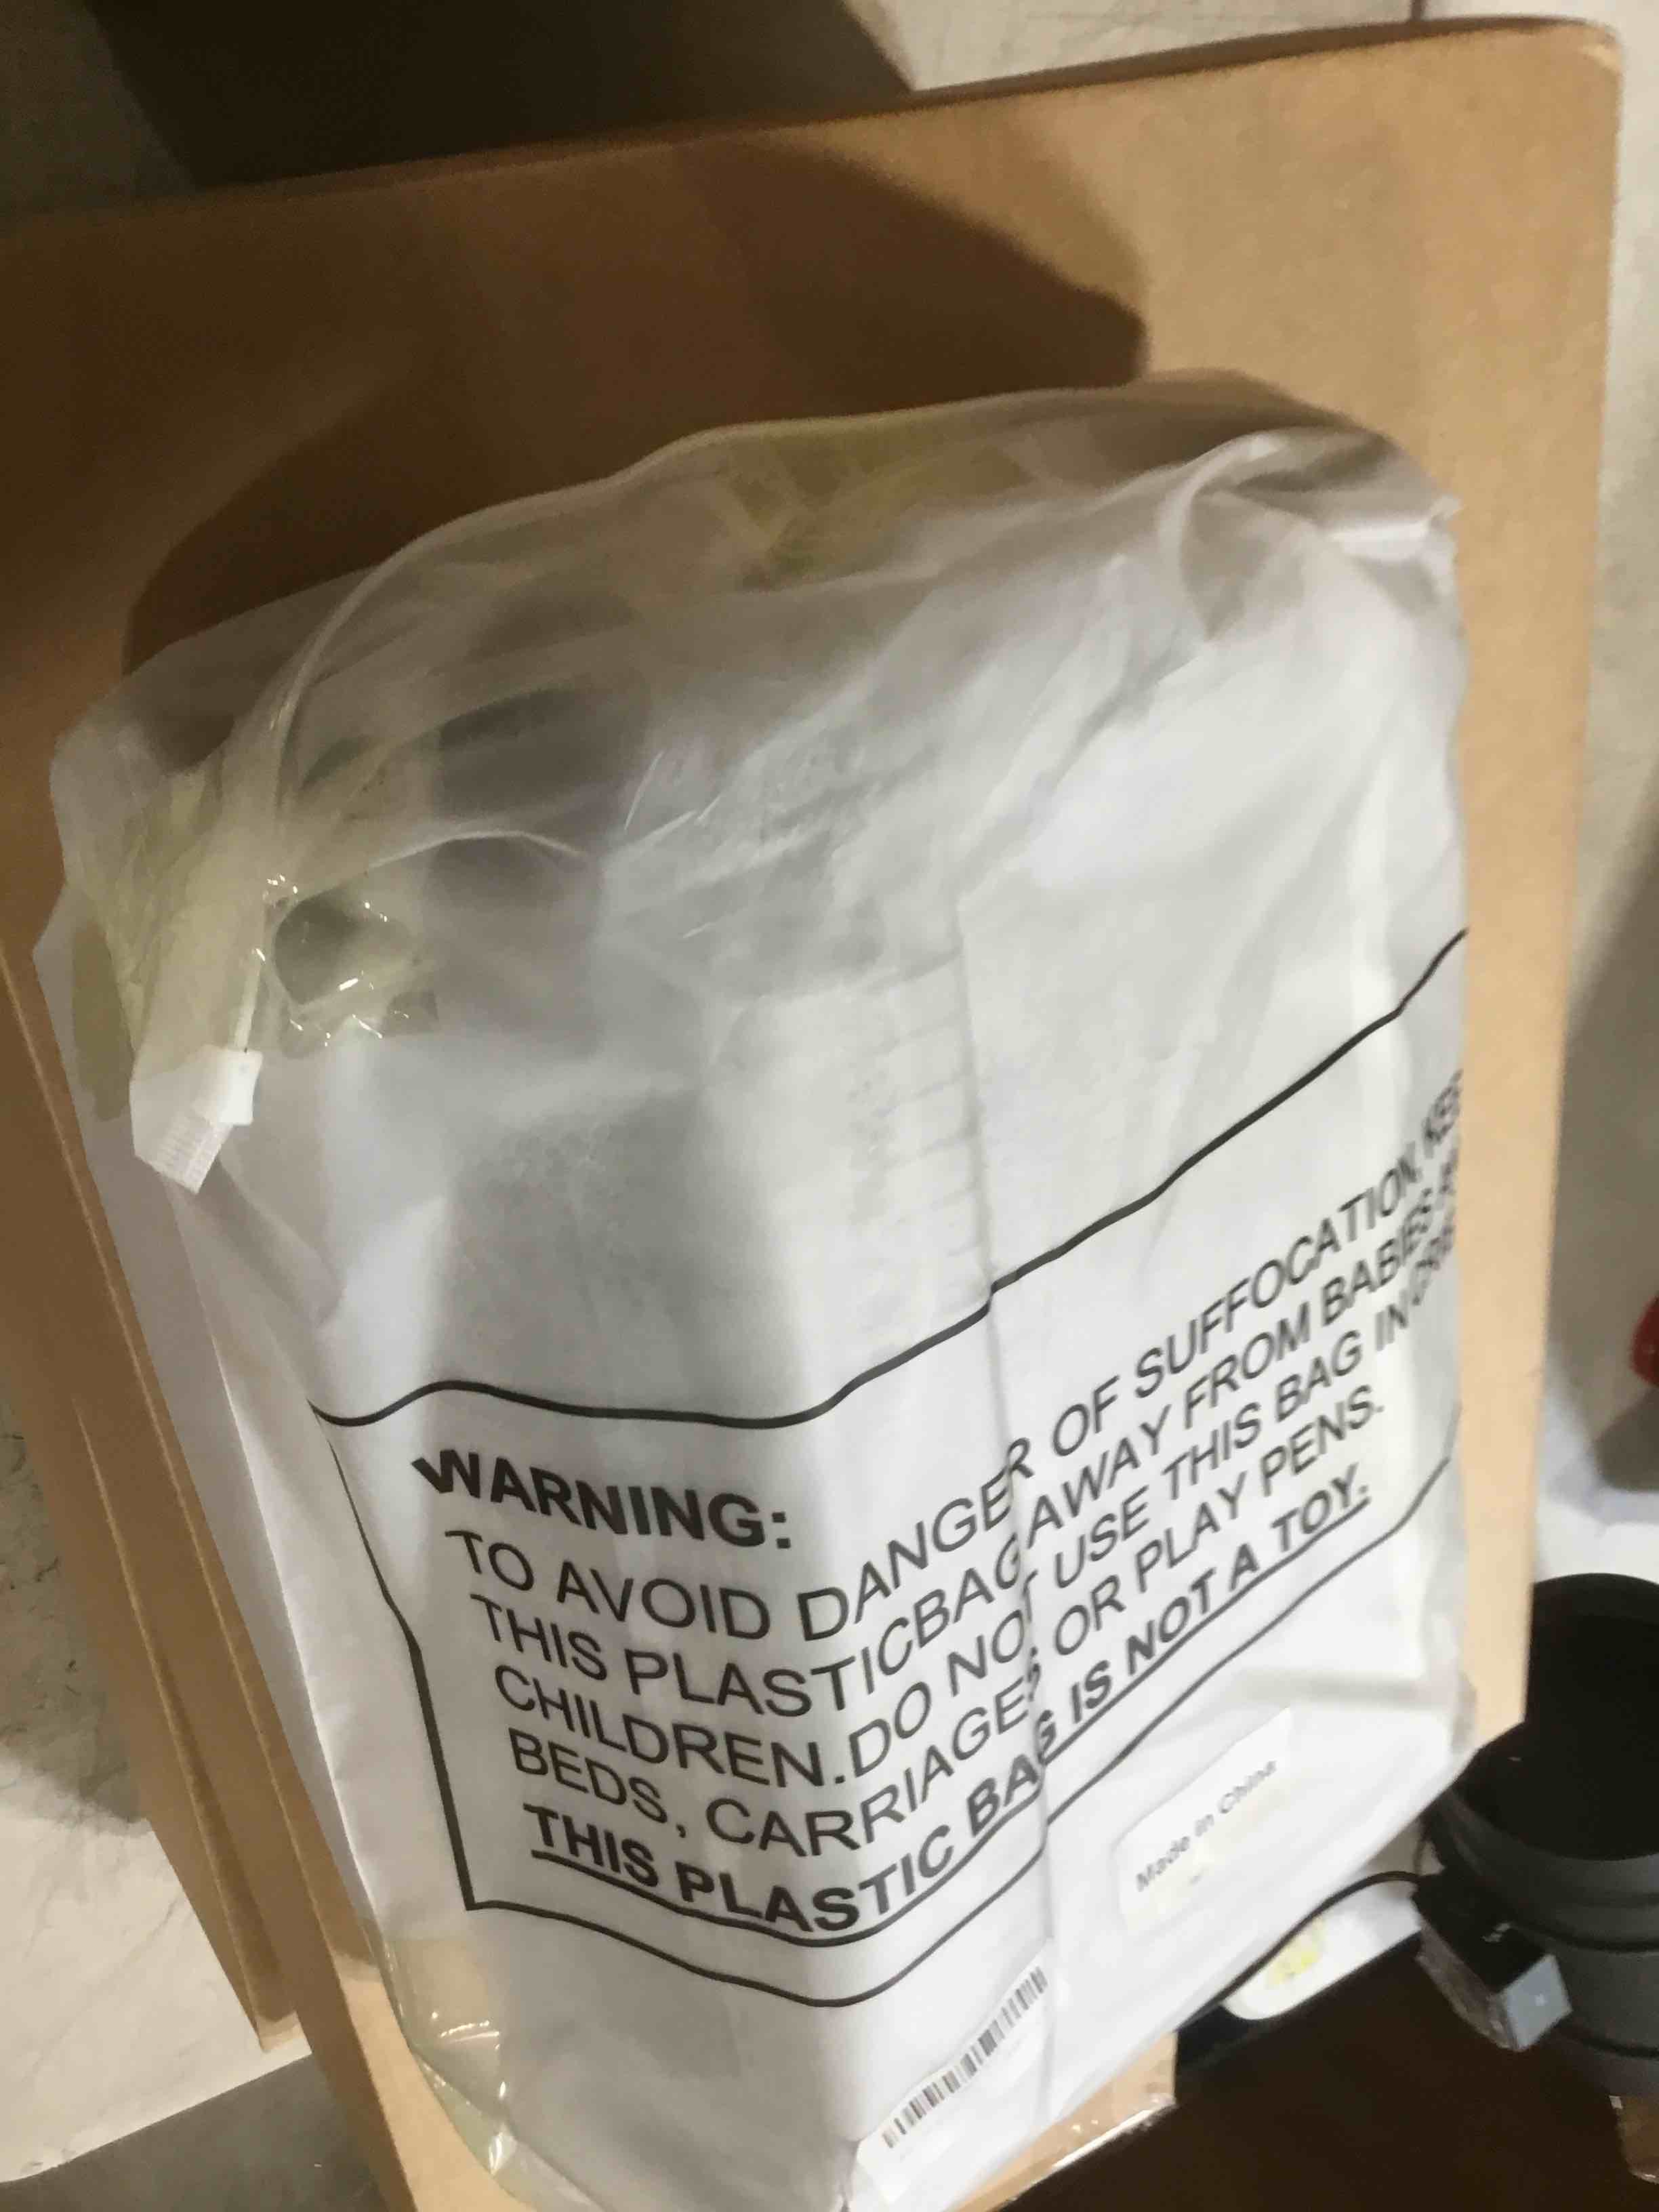 WARNING:
TO AVOID DANGER OF SUFFOCATION, KEE
THIS PLASTICBAG AWAY FROM BABIES
CHILDREN.DO NOT USE THIS BAG IN
BEDS, CARRIAGES OR PLAY PENS.
THIS PLASTIC BAG IS NOT A TOY.
Made in China